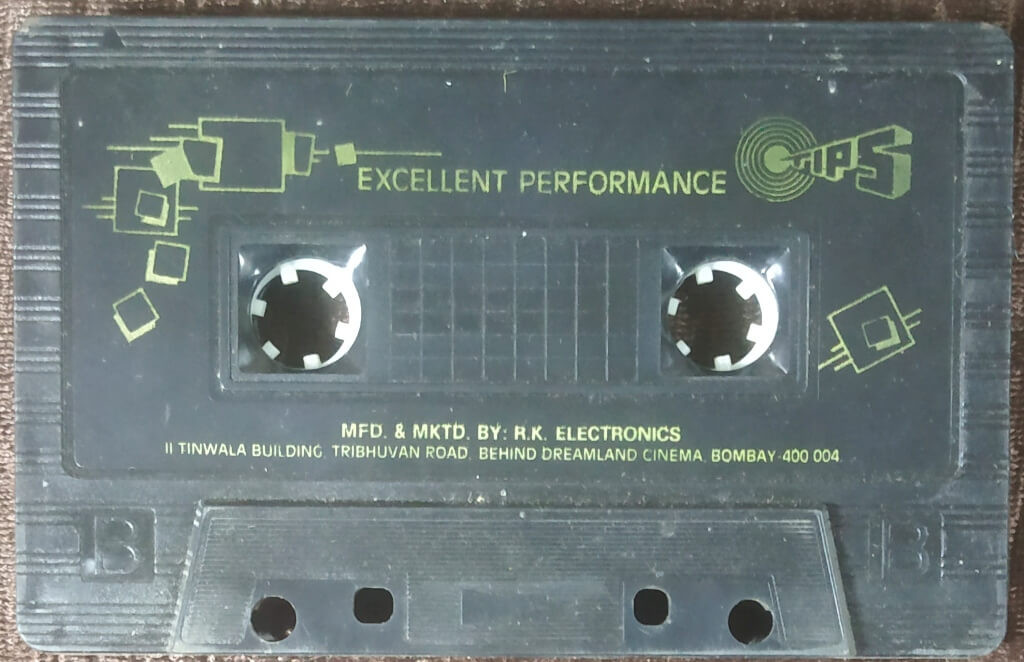 EXCELLENT PERFORMANCE
TIPS
MFD. & MKTD. BY: R.K. ELECTRONICS
II TINWALA BUILDING, TRIBHUVAN ROAD, BEHIND DREAMLAND CINEMA, BOMBAY-400 004.
B
B